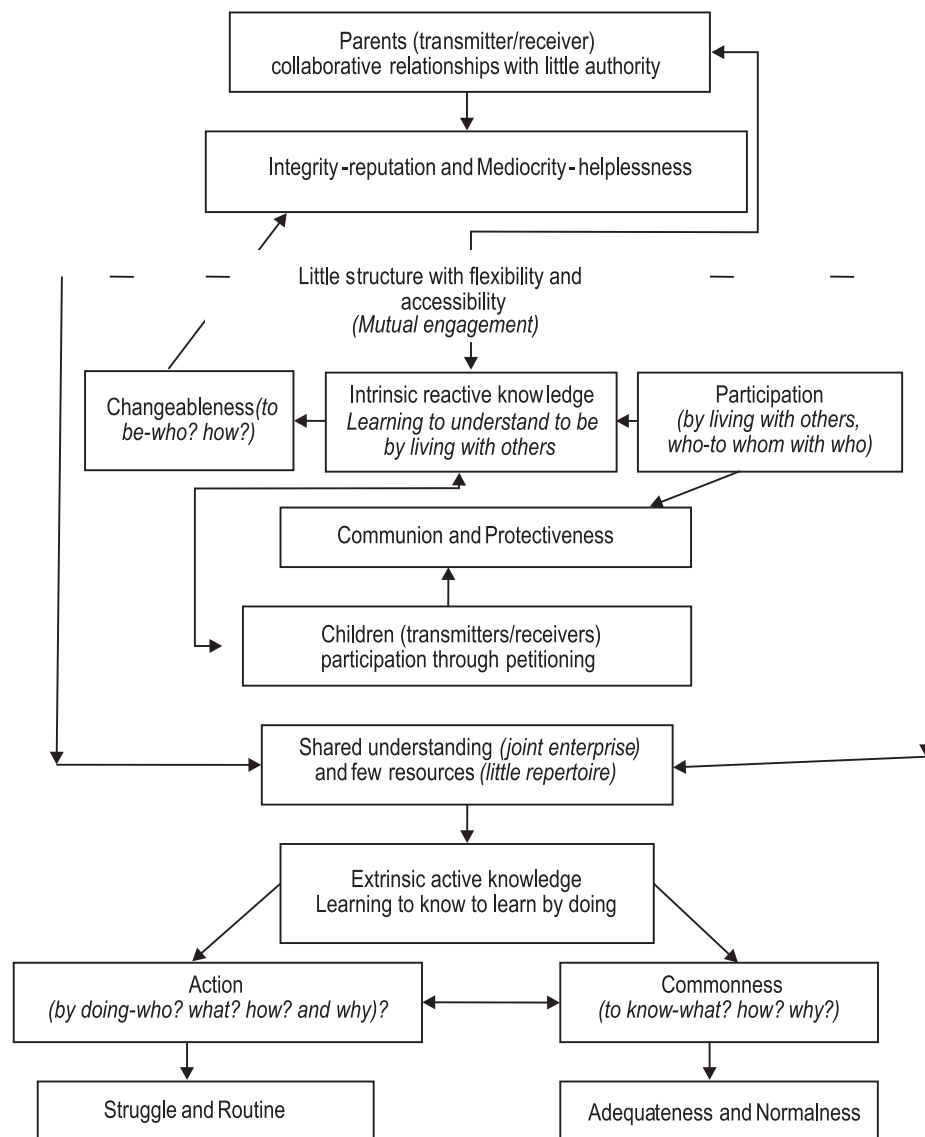 Parents (transmitter/receiver)
collaborative relationships with little authority
Integrity-reputation and Mediocrity-helplessness
Little structure with flexibility and
accessibility
(Mutual engagement)
Changeableness(to
be-who? how?)
Intrinsic reactive knowledge
Learning to understand to be
by living with others
Participation
(by living with others,
who-to whom with who)
Communion and Protectiveness
Children (transmitters/receivers)
participation through petitioning
Shared understanding (joint enterprise)
and few resources (little repertoire)
Extrinsic active knowledge
Learning to know to learn by doing
Action
(by doing-who? what? how? and why)?
Commonness
(to know-what? how? why?)
Struggle and Routine
Adequateness and Normalness